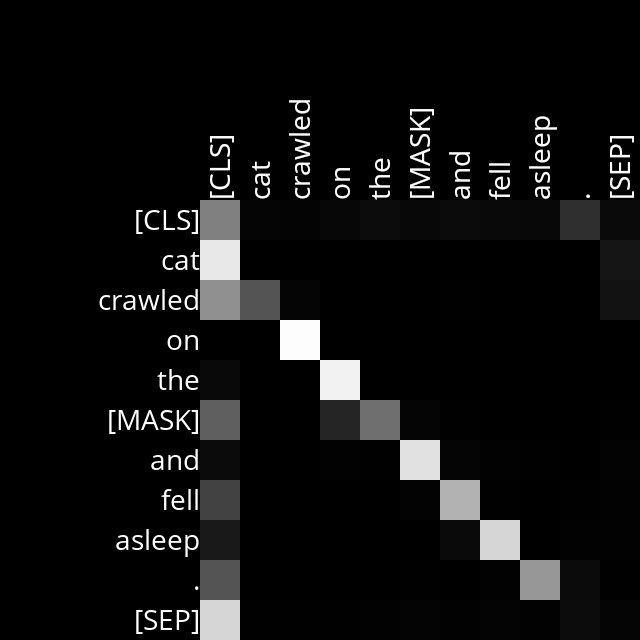 [CLS] cat crawled on the [MASK] and fell asleep . [SEP]
[CLS]
cat
crawled
on
the
[MASK]
and
fell
asleep
.
[SEP]